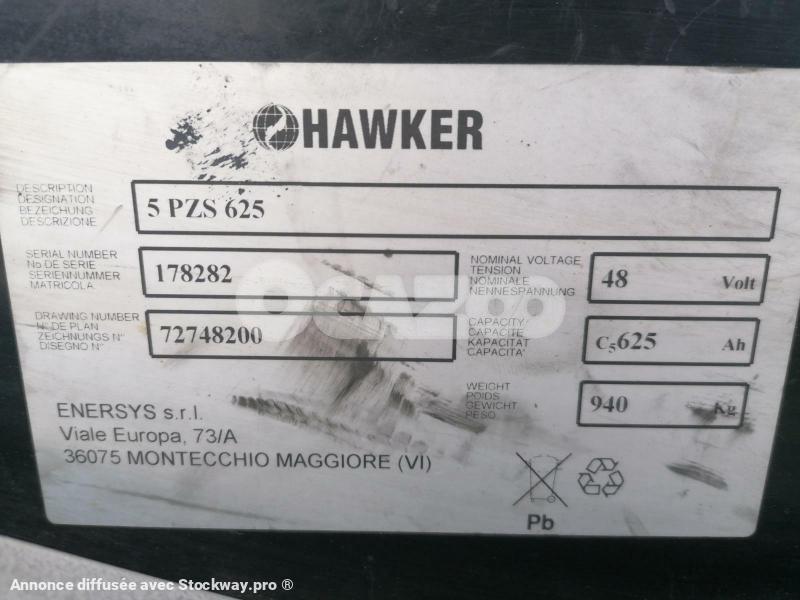 HAWKER
DESCRIPTION
DESIGNATION
BEZEICHUNG
DESCRIZIONE
5 PZS 625
SERIAL NUMBER
No DE SERIE
SERIENNUMMER
MATRICOLA
178282
NOMINAL VOLTAGE
TENSION
NOMINALE
NENNESPANNUNG
48 Volt
DRAWING NUMBER
N° DE PLAN
ZEICHNUNGS N°
DISEGNO N°
72748200
CAPACITY
CAPACITE
KAPACITAT
CAPACITA'
C5625 Ah
WEIGHT
POIDS
GEWICHT
PESO
940 Kg
ENERSYS s.r.l.
Viale Europa, 73/A
36075 MONTECCHIO MAGGIORE (VI)
Pb
OCAZOO
Annonce diffusée avec Stockway.pro ®